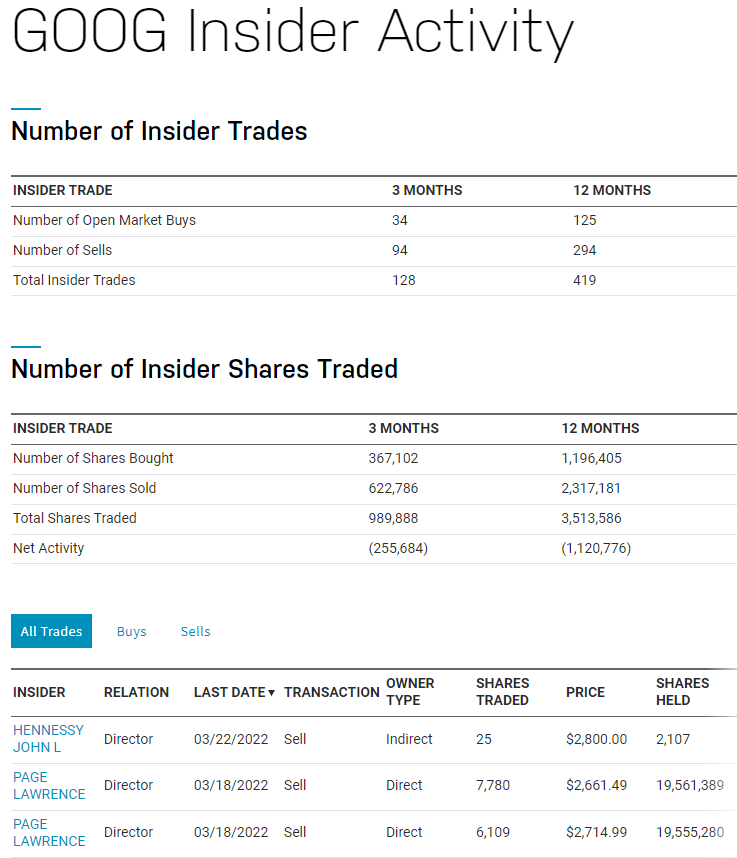 GOOG Insider Activity
Number of Insider Trades
INSIDER TRADE 3 MONTHS 12 MONTHS
Number of Open Market Buys 34 125
Number of Sells 94 294
Total Insider Trades 128 419
Number of Insider Shares Traded
INSIDER TRADE 3 MONTHS 12 MONTHS
Number of Shares Bought 367,102 1,196,405
Number of Shares Sold 622,786 2,317,181
Total Shares Traded 989,888 3,513,586
Net Activity (255,684) (1,120,776)
All Trades Buys Sells
INSIDER RELATION LAST DATE▼ TRANSACTION OWNER TYPE SHARES TRADED PRICE SHARES HELD
HENNESSY JOHN L Director 03/22/2022 Sell Indirect 25 $2,800.00 2,107
PAGE LAWRENCE Director 03/18/2022 Sell Direct 7,780 $2,661.49 19,561,389
PAGE LAWRENCE Director 03/18/2022 Sell Direct 6,109 $2,714.99 19,555,280